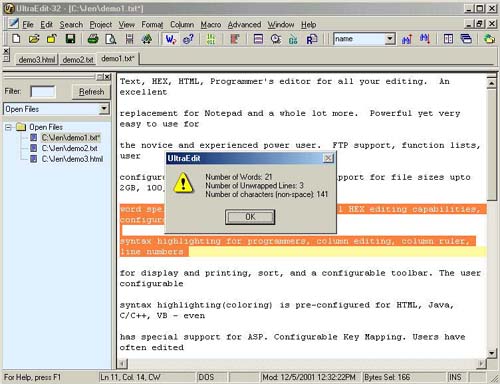 UltraEdit-32 - [C:\Jen\demo1.txt*]
File Edit Search Project View Format Column Macro Advanced Window Help
name
demo3.html demo2.txt demo1.txt*
Filter: Refresh
Open Files
Open Files
C:\Jen\demo1.txt*
C:\Jen\demo2.txt
C:\Jen\demo3.html
Text, HEX, HTML, Programmer's editor for all your editing. An
excellent
replacement for Notepad and a whole lot more. Powerful yet very
easy to use for
the novice and experienced power user. FTP support, function lists,
user
configu
port for file sizes upto
2GB, 100,
word spe
l HEX editing capabilities,
configur
syntax highlighting for programmers, column editing, column ruler,
line numbers
for display and printing, sort, and a configurable toolbar. The user
configurable
syntax highlighting(coloring) is pre-configured for HTML, Java,
C/C++, VB - even
has special support for ASP. Configurable Key Mapping. Users have
often edited
UltraEdit
Number of Words: 21
Number of Unwrapped Lines: 3
Number of characters (non-space): 141
OK
For Help, press F1 Ln 11, Col. 14, CW DOS Mod: 12/5/2001 12:32:22PM Bytes Sel: 166 INS